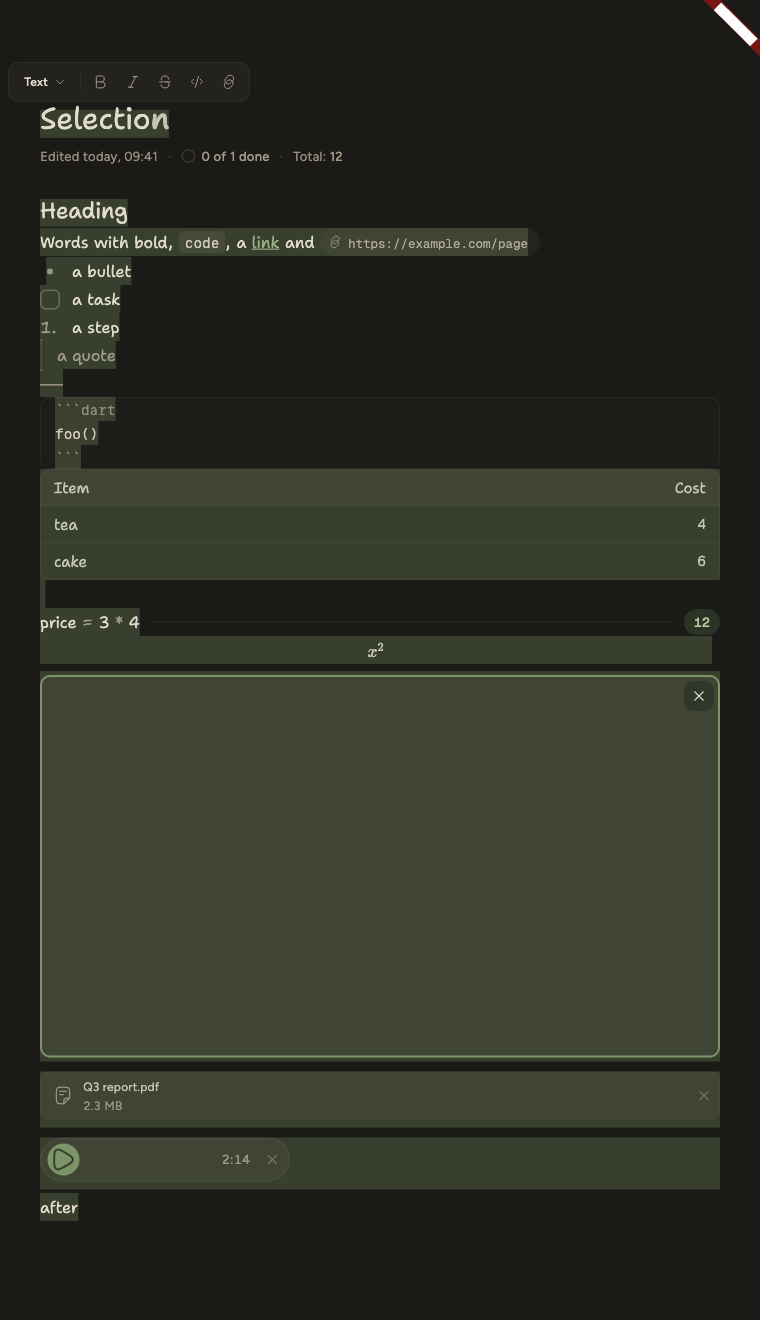 Text
Selection
Edited today, 09:41 · 0 of 1 done · Total: 12
Heading
Words with bold, code, a link and https://example.com/page
• a bullet
a task
1. a step
a quote
```dart
foo()
```
Item Cost
tea 4
cake 6
price = 3 * 4 12
x²
Q3 report.pdf
2.3 MB
2:14
after